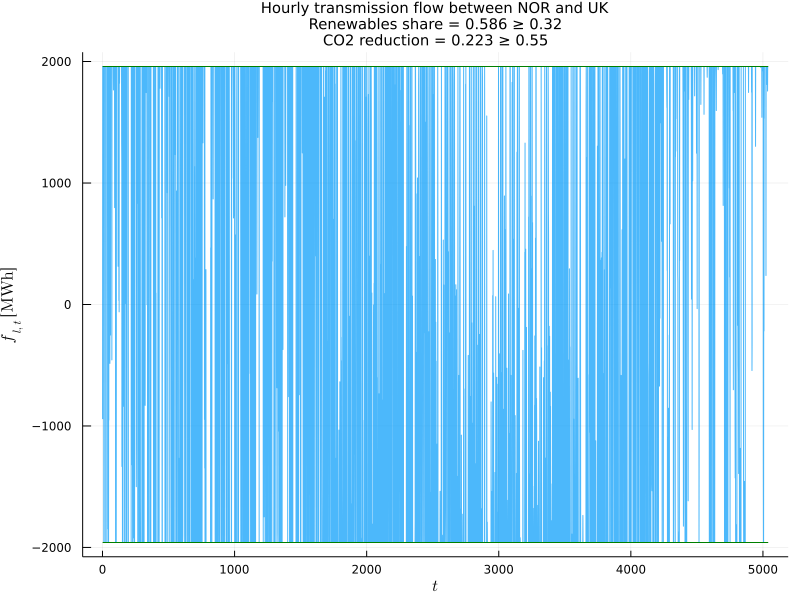 Hourly transmission flow between NOR and UK
Renewables share = 0.586 ≥ 0.32
CO2 reduction = 0.223 ≥ 0.55
2000
1000
0
−1000
−2000
f_{l,t} [MWh]
0 1000 2000 3000 4000 5000
t